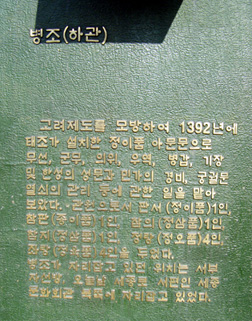 병조(하관)
고려제도를 모방하여 1392년에
태조가 설치한 정이품 아문문으로
무선, 군무, 의위, 우역, 병갑, 기장
및 한성의 성문과 민가의 경비, 궁궐문
열쇠의 관리 등에 관한 일을 맡아
보았다. 관원으로서 판서(정이품)1인,
참판(종이품)1인, 참의(정삼품)1인,
참지(정삼품)1인, 정랑(정오품)4인,
좌랑(정육품)4인을 두었다.
병조가 자리잡고 있던 위치는 서부
적선방, 오늘날 세종로 서편인 세종
문화회관 북쪽에 자리잡고 있었다.